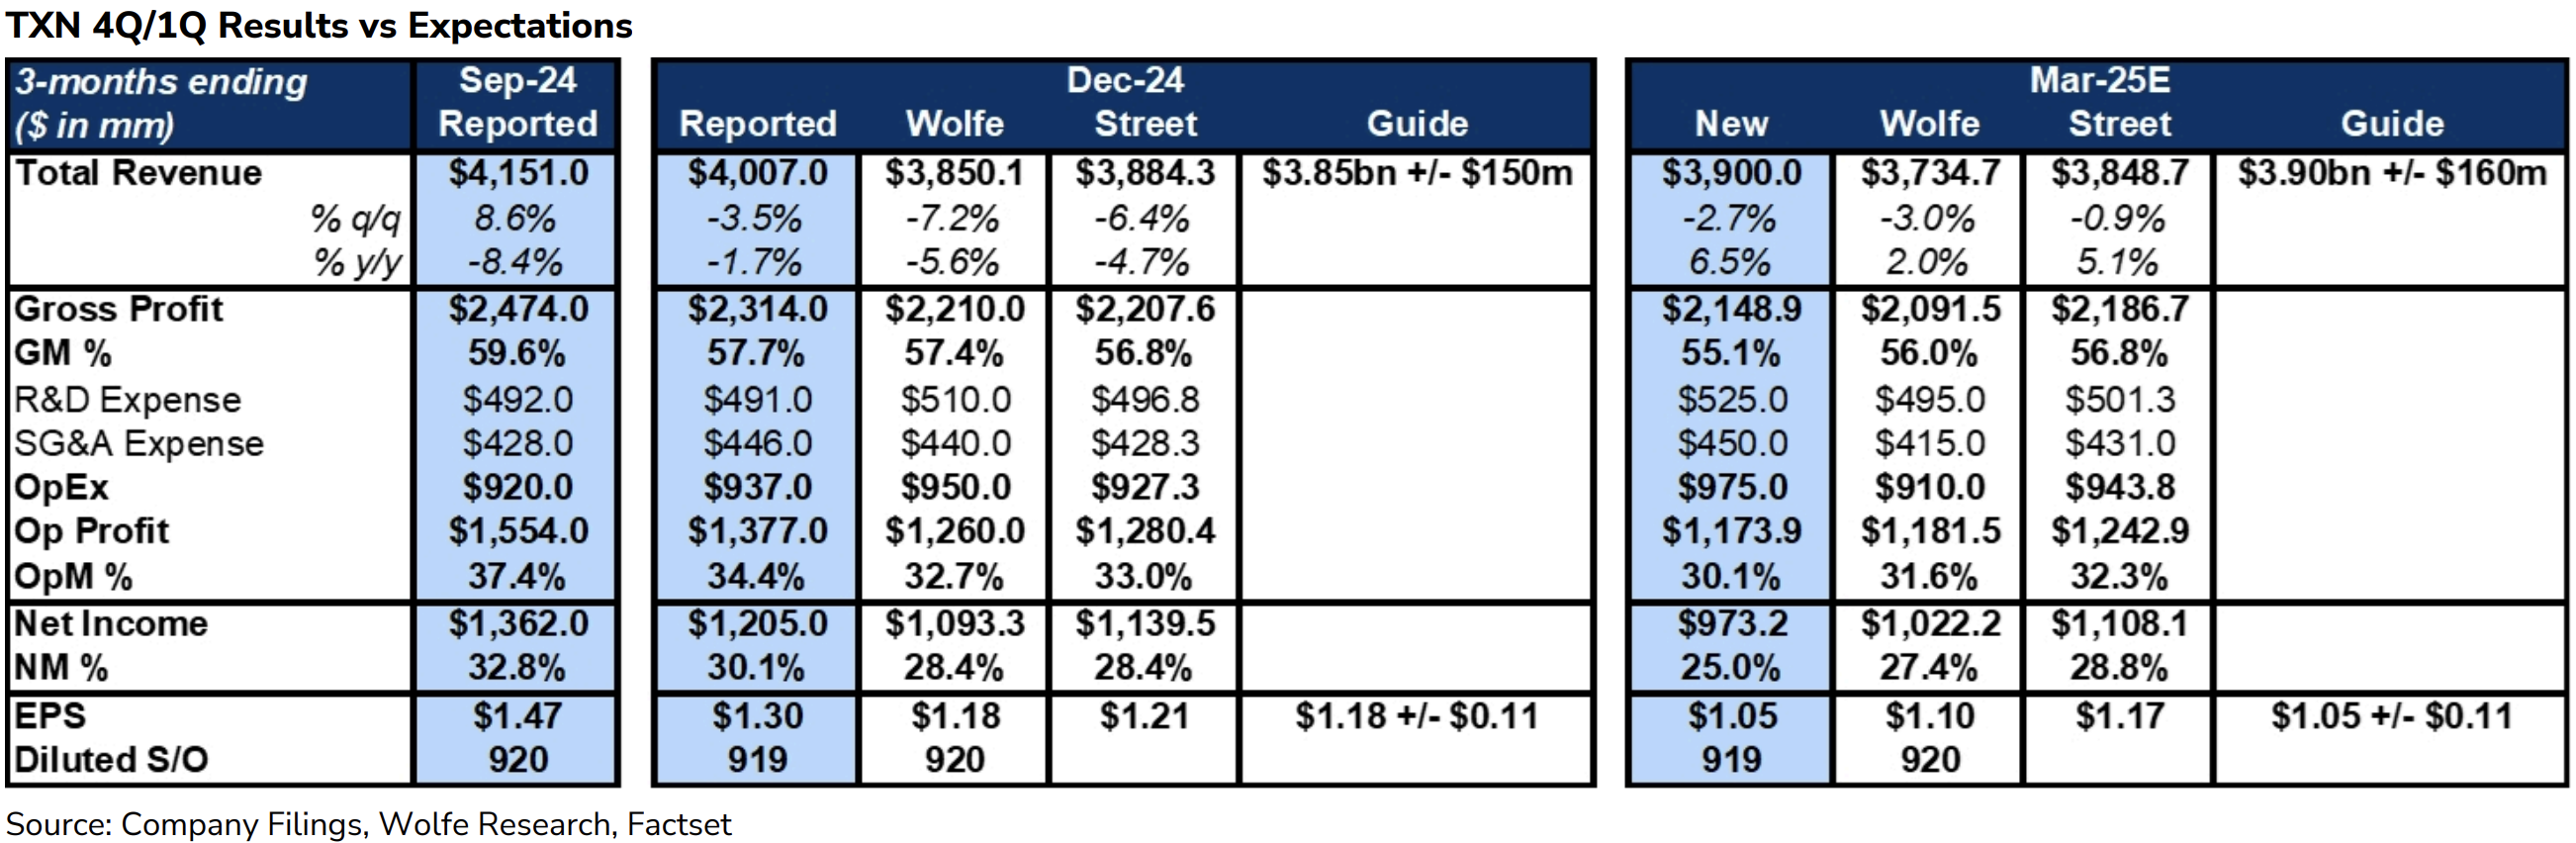 TXN 4Q/1Q Results vs Expectations
3-months ending Sep-24 Dec-24 Mar-25E
($ in mm) Reported Reported Wolfe Street Guide New Wolfe Street Guide
Total Revenue $4,151.0 $4,007.0 $3,850.1 $3,884.3 $3.85bn +/- $150m $3,900.0 $3,734.7 $3,848.7 $3.90bn +/- $160m
% q/q 8.6% -3.5% -7.2% -6.4% -2.7% -3.0% -0.9%
% y/y -8.4% -1.7% -5.6% -4.7% 6.5% 2.0% 5.1%
Gross Profit $2,474.0 $2,314.0 $2,210.0 $2,207.6 $2,148.9 $2,091.5 $2,186.7
GM % 59.6% 57.7% 57.4% 56.8% 55.1% 56.0% 56.8%
R&D Expense $492.0 $491.0 $510.0 $496.8 $525.0 $495.0 $501.3
SG&A Expense $428.0 $446.0 $440.0 $428.3 $450.0 $415.0 $431.0
OpEx $920.0 $937.0 $950.0 $927.3 $975.0 $910.0 $943.8
Op Profit $1,554.0 $1,377.0 $1,260.0 $1,280.4 $1,173.9 $1,181.5 $1,242.9
OpM % 37.4% 34.4% 32.7% 33.0% 30.1% 31.6% 32.3%
Net Income $1,362.0 $1,205.0 $1,093.3 $1,139.5 $973.2 $1,022.2 $1,108.1
NM % 32.8% 30.1% 28.4% 28.4% 25.0% 27.4% 28.8%
EPS $1.47 $1.30 $1.18 $1.21 $1.18 +/- $0.11 $1.05 $1.10 $1.17 $1.05 +/- $0.11
Diluted S/O 920 919 920 919 920
Source: Company Filings, Wolfe Research, Factset